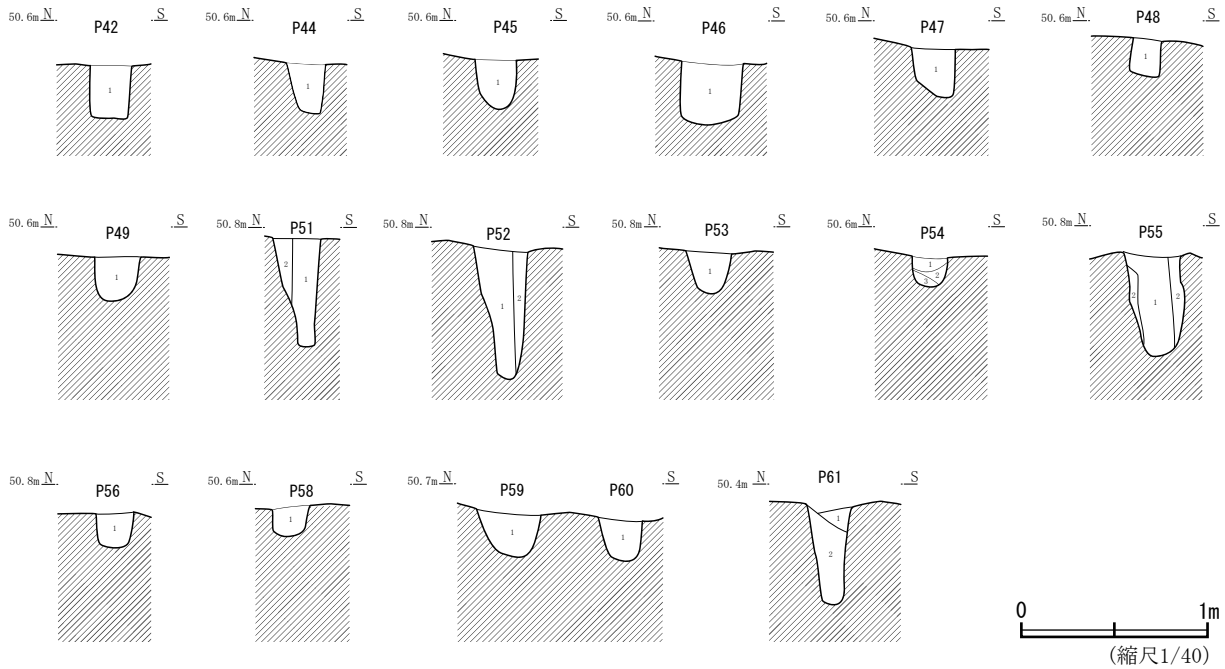 50.6m N S
P42
1
50.6m N S
P44
1
50.6m N S
P45
1
50.6m N S
P46
1
50.6m N S
P47
1
50.6m N S
P48
1
50.6m N S
P49
1
50.8m N S
P51
2 1
50.8m N S
P52
1 2
50.8m N S
P53
1
50.6m N S
P54
1
2
3
50.8m N S
P55
2 1 2
50.8m N S
P56
1
50.6m N S
P58
1
50.7m N S
P59 P60
1 1
50.4m N S
P61
1
2
0 1m
(縮尺1/40)